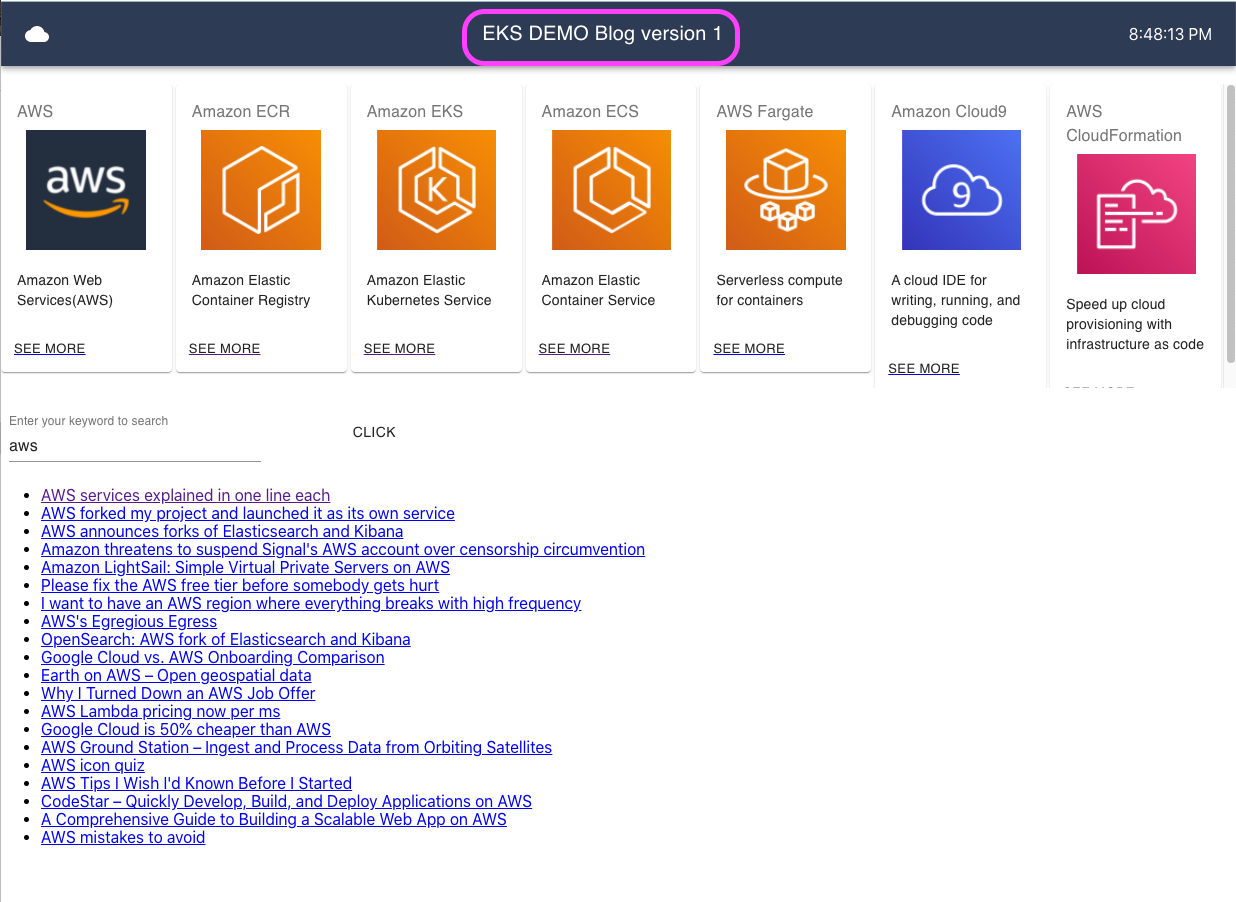 EKS DEMO Blog version 1
8:48:13 PM
AWS
aws
Amazon Web
Services(AWS)
SEE MORE
Amazon ECR
Amazon Elastic
Container Registry
SEE MORE
Amazon EKS
K
Amazon Elastic
Kubernetes Service
SEE MORE
Amazon ECS
Amazon Elastic
Container Service
SEE MORE
AWS Fargate
Serverless compute
for containers
SEE MORE
Amazon Cloud9
9
A cloud IDE for
writing, running, and
debugging code
SEE MORE
AWS
CloudFormation
Speed up cloud
provisioning with
infrastructure as code
Enter your keyword to search
aws
CLICK
AWS services explained in one line each
AWS forked my project and launched it as its own service
AWS announces forks of Elasticsearch and Kibana
Amazon threatens to suspend Signal's AWS account over censorship circumvention
Amazon LightSail: Simple Virtual Private Servers on AWS
Please fix the AWS free tier before somebody gets hurt
I want to have an AWS region where everything breaks with high frequency
AWS's Egregious Egress
OpenSearch: AWS fork of Elasticsearch and Kibana
Google Cloud vs. AWS Onboarding Comparison
Earth on AWS – Open geospatial data
Why I Turned Down an AWS Job Offer
AWS Lambda pricing now per ms
Google Cloud is 50% cheaper than AWS
AWS Ground Station – Ingest and Process Data from Orbiting Satellites
AWS icon quiz
AWS Tips I Wish I'd Known Before I Started
CodeStar – Quickly Develop, Build, and Deploy Applications on AWS
A Comprehensive Guide to Building a Scalable Web App on AWS
AWS mistakes to avoid